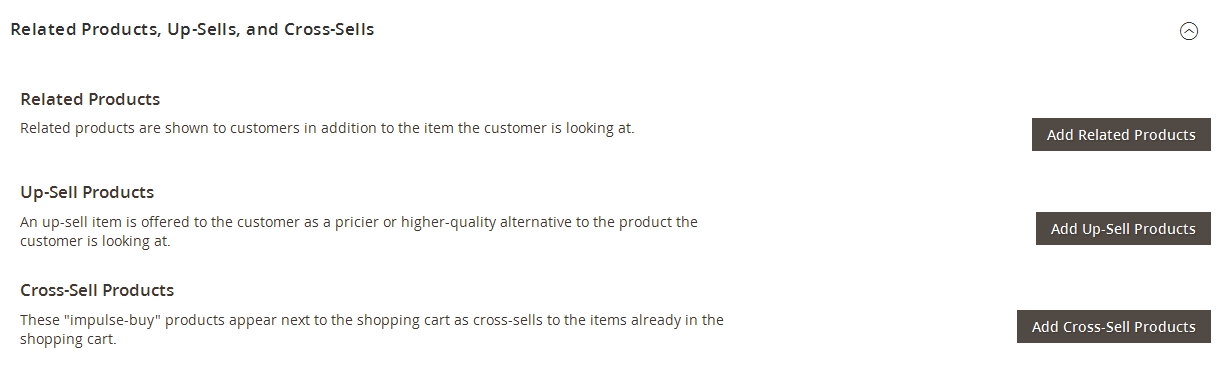 Related Products, Up-Sells, and Cross-Sells
Related Products
Related products are shown to customers in addition to the item the customer is looking at.
Add Related Products
Up-Sell Products
An up-sell item is offered to the customer as a pricier or higher-quality alternative to the product the
customer is looking at.
Add Up-Sell Products
Cross-Sell Products
These "impulse-buy" products appear next to the shopping cart as cross-sells to the items already in the
shopping cart.
Add Cross-Sell Products